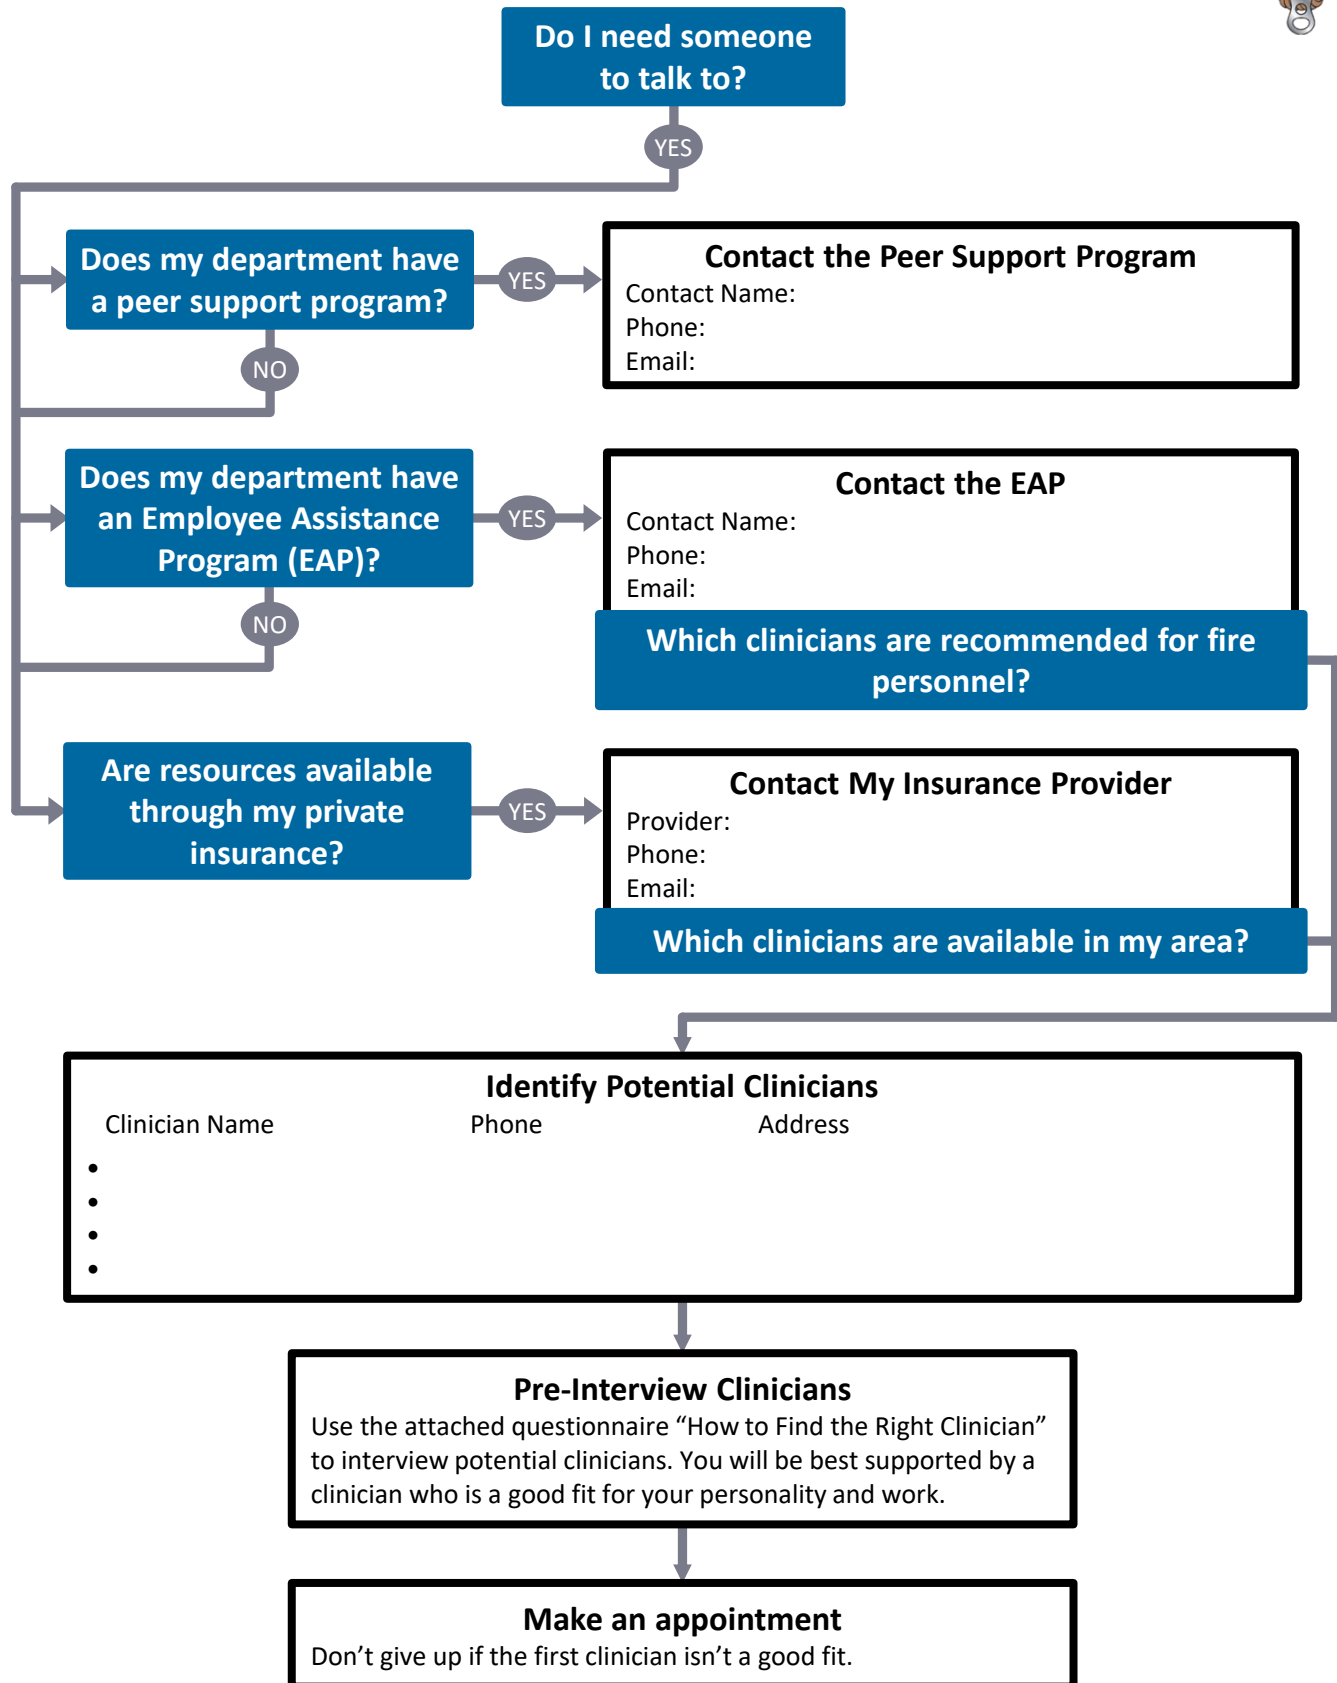 Do I need someone
to talk to?
YES
Does my department have
a peer support program?
YES
Contact the Peer Support Program
Contact Name:
Phone:
Email:
NO
Does my department have
an Employee Assistance
Program (EAP)?
YES
Contact the EAP
Contact Name:
Phone:
Email:
Which clinicians are recommended for fire
personnel?
NO
Are resources available
through my private
insurance?
YES
Contact My Insurance Provider
Provider:
Phone:
Email:
Which clinicians are available in my area?
Identify Potential Clinicians
Clinician Name Phone Address
•
•
•
•
Pre-Interview Clinicians
Use the attached questionnaire “How to Find the Right Clinician”
to interview potential clinicians. You will be best supported by a
clinician who is a good fit for your personality and work.
Make an appointment
Don’t give up if the first clinician isn’t a good fit.